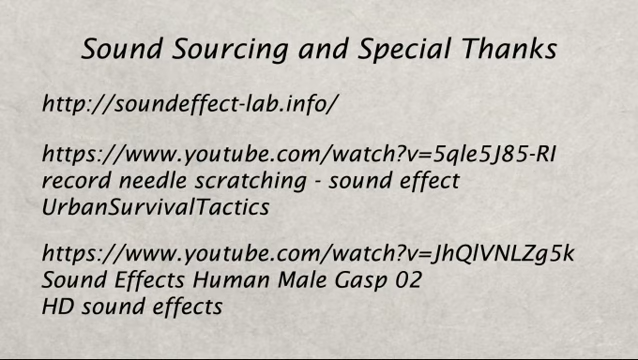 Sound Sourcing and Special Thanks
http://soundeffect-lab.info/
https://www.youtube.com/watch?v=5qle5J85-RI
record needle scratching - sound effect
UrbanSurvivalTactics
https://www.youtube.com/watch?v=JhQlVNLZg5k
Sound Effects Human Male Gasp 02
HD sound effects